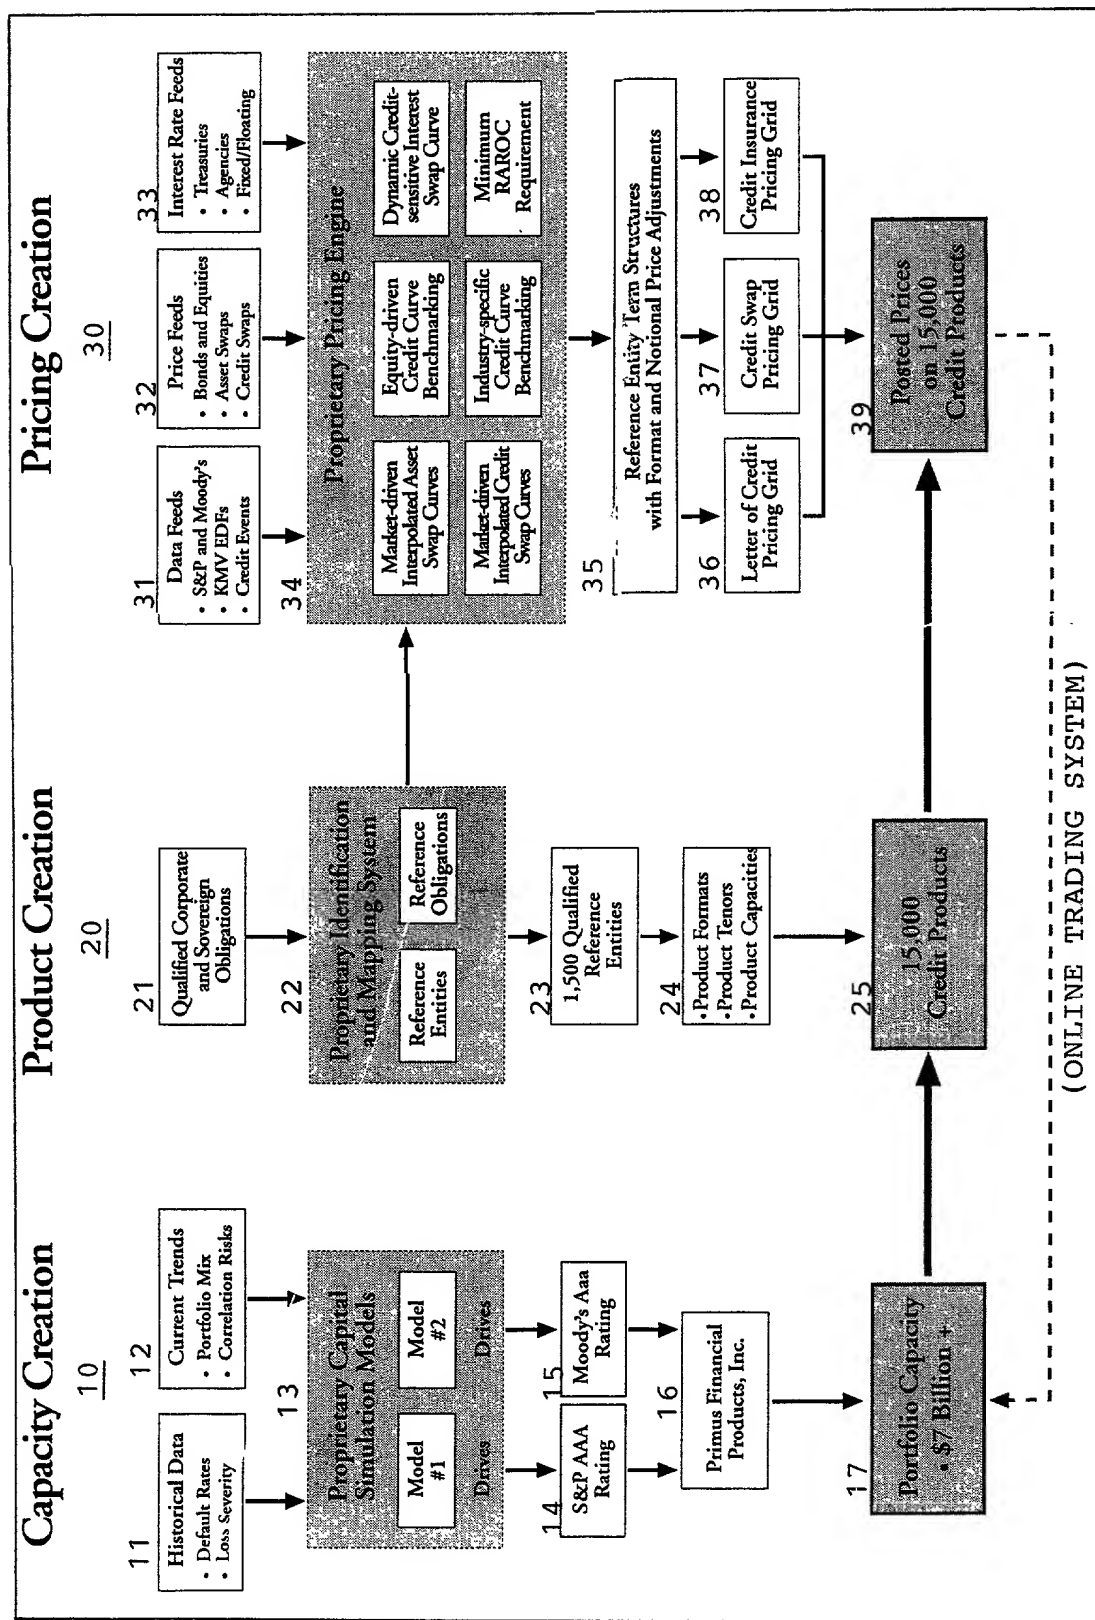 Capacity Creation
10
11
Historical Data
• Default Rates
• Loss Severity
12
Current Trends
• Portfolio Mix
• Correlation Risks
13
Proprietary Capital
Simulation Models
Model
#1
Model
#2
Drives
Drives
14
S&P AAA
Rating
15
Moody's Aaa
Rating
16
Primus Financial
Products, Inc.
17
Portfolio Capacity
• $7 Billion +
Product Creation
20
21
Qualified Corporate
and Sovereign
Obligations
22
Proprietary Identification
and Mapping System
Reference
Entities
Reference
Obligations
23
1,500 Qualified
Reference
Entities
24
• Product Formats
• Product Tenors
• Product Capacities
25
15,000
Credit Products
Pricing Creation
30
31
Data Feeds
• S&P and Moody's
• KMV EDFs
• Credit Events
32
Price Feeds
• Bonds and Equities
• Asset Swaps
• Credit Swaps
33
Interest Rate Feeds
• Treasuries
• Agencies
• Fixed/Floating
34
Proprietary Pricing Engine
Market-driven
Interpolated Asset
Swap Curves
Equity-driven
Credit Curve
Benchmarking
Dynamic Credit-
sensitive Interest
Swap Curve
Market-driven
Interpolated Credit
Swap Curves
Industry-specific
Credit Curve
Benchmarking
Minimum
RAROC
Requirement
35
Reference Entity Term Structures
with Format and Notional Price Adjustments
36
Letter of Credit
Pricing Grid
37
Credit Swap
Pricing Grid
38
Credit Insurance
Pricing Grid
39
Posted Prices
on 15,000
Credit Products
(ONLINE TRADING SYSTEM)